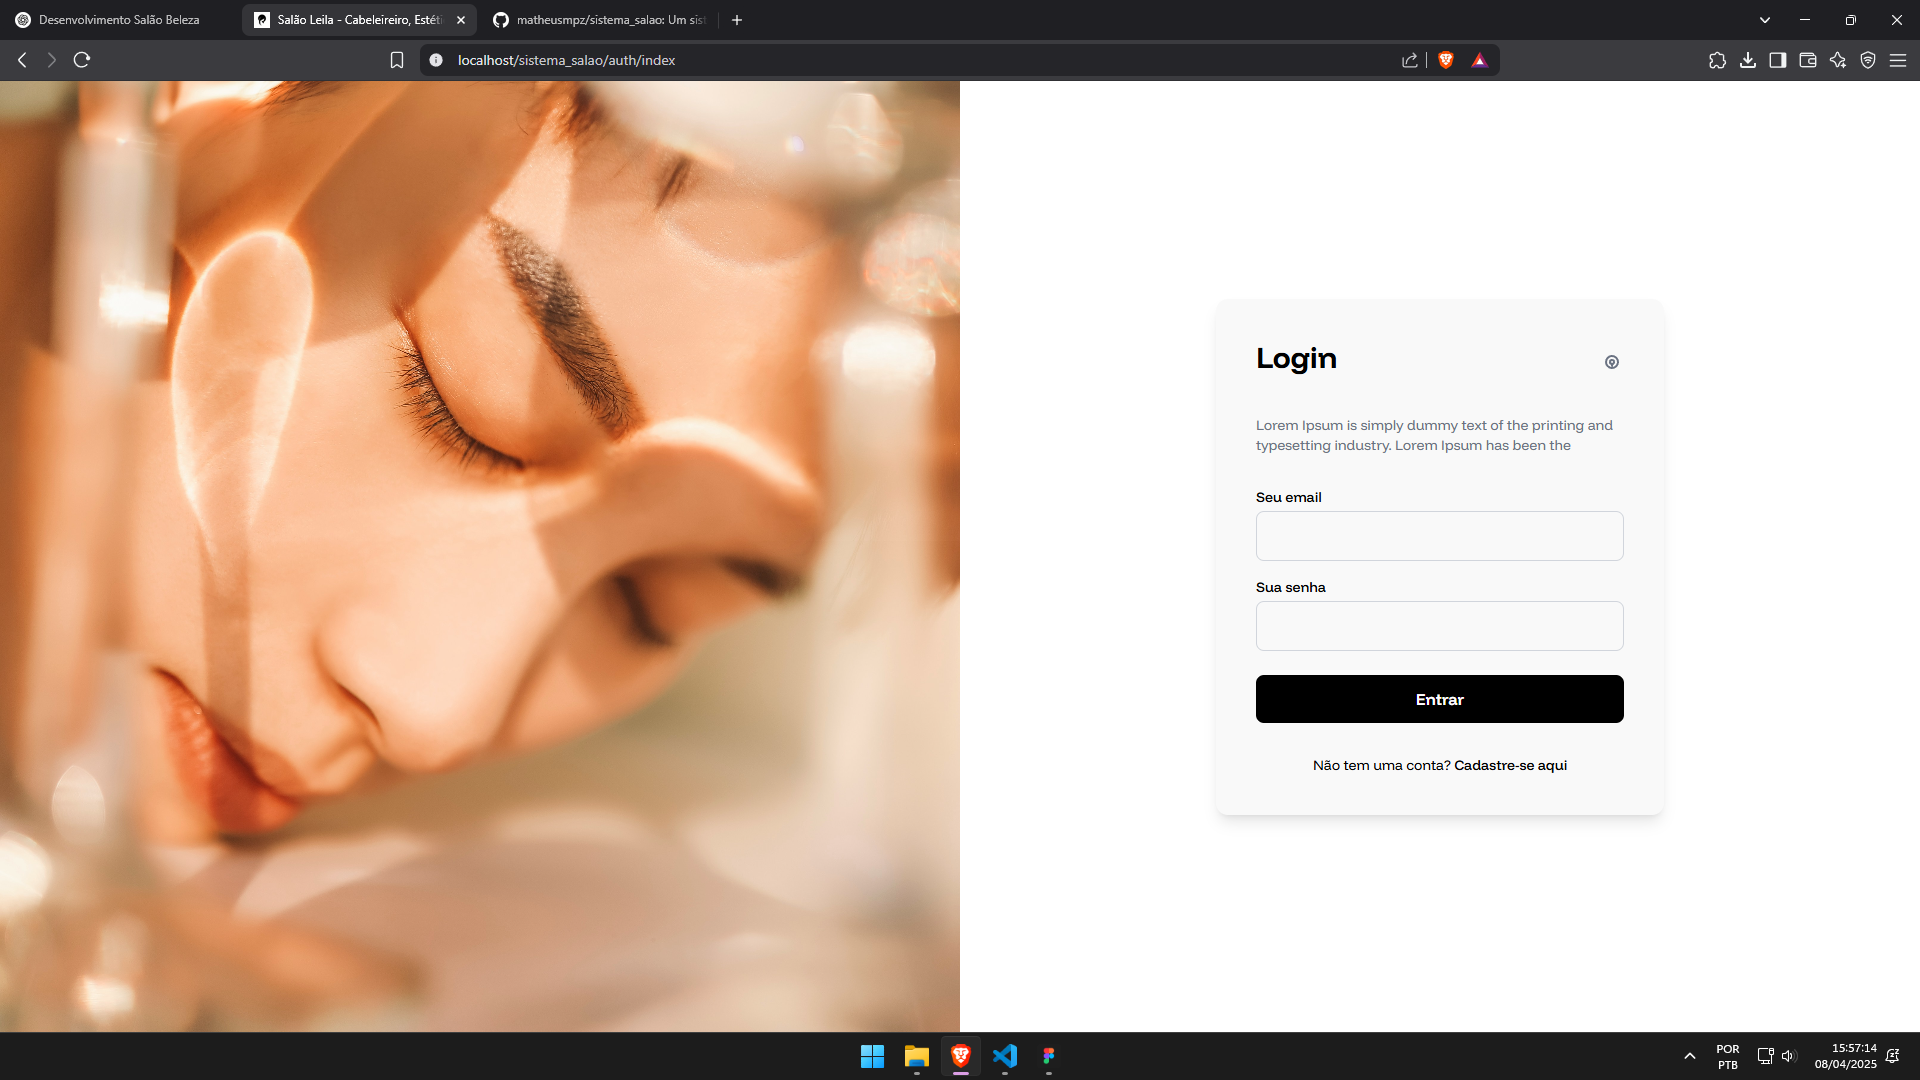 Desenvolvimento Salão Beleza
Salão Leila - Cabeleireiro, Estéti
matheusmpz/sistema_salao: Um sist
localhost/sistema_salao/auth/index
Login
Lorem Ipsum is simply dummy text of the printing and
typesetting industry. Lorem Ipsum has been the
Seu email
Sua senha
Entrar
Não tem uma conta? Cadastre-se aqui
POR
PTB
15:57:14
08/04/2025